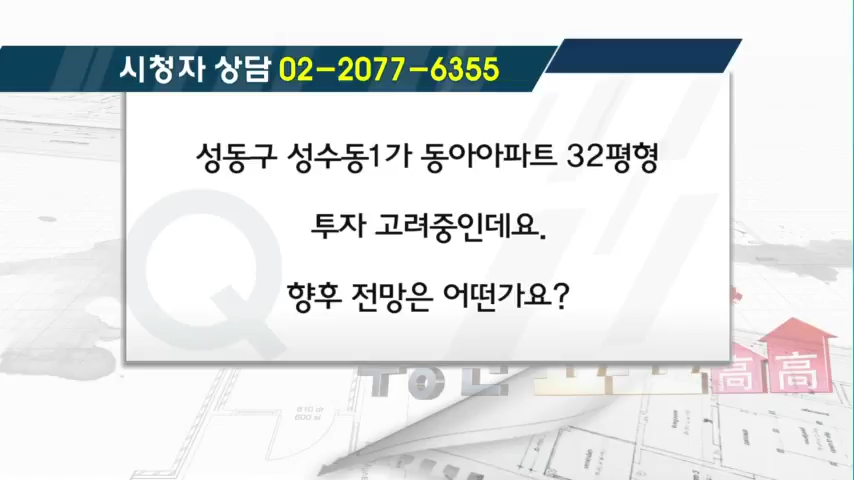 시청자 상담 02-2077-6355
성동구 성수동1가 동아아파트 32평형
투자 고려중인데요.
향후 전망은 어떤가요?
Q
高 高